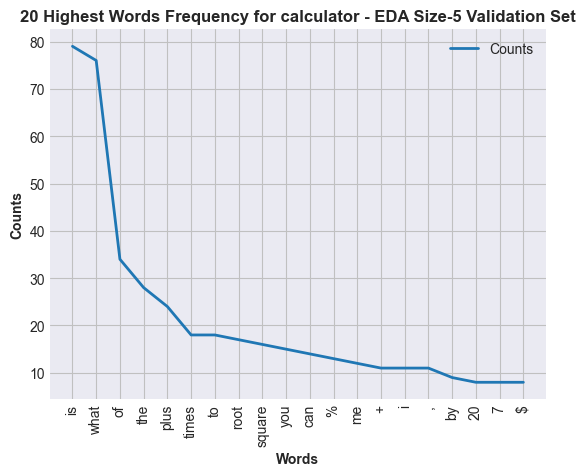 20 Highest Words Frequency for calculator - EDA Size-5 Validation Set
Counts
80
70
60
50
40
30
20
10
Counts
is
what
of
the
plus
times
to
root
square
you
can
%
me
+
i
,
by
20
7
$
Words